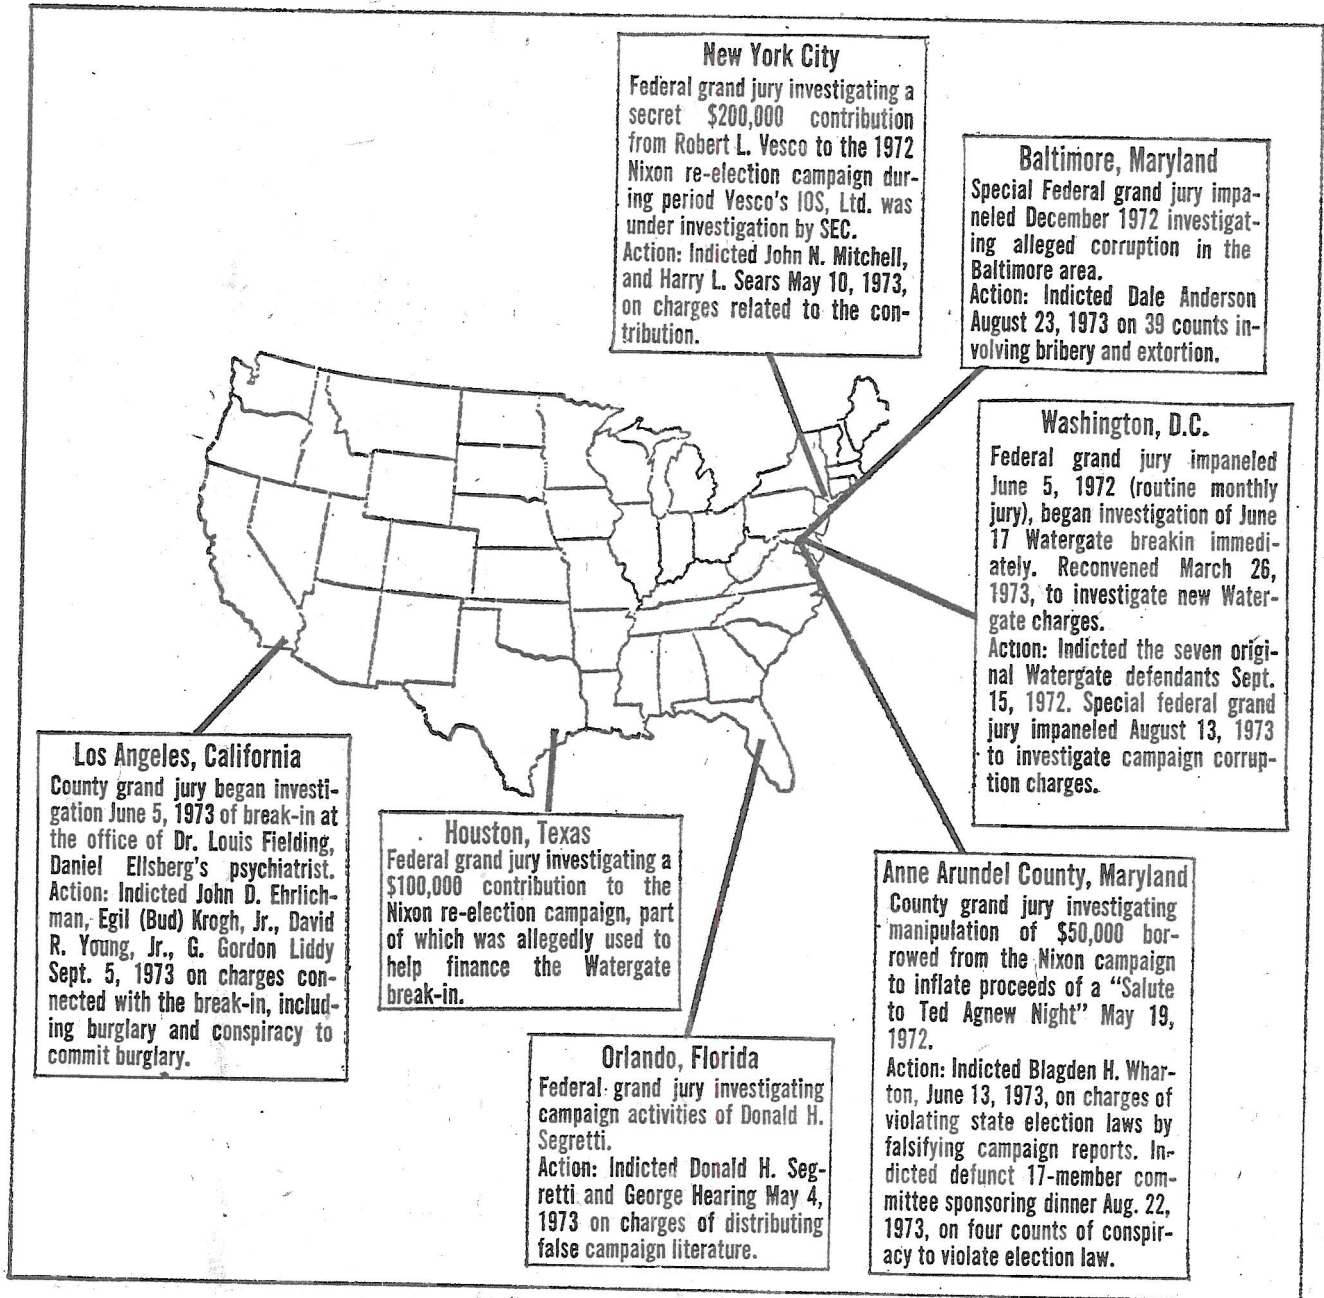 New York City
Federal grand jury investigating a
secret $200,000 contribution
from Robert L. Vesco to the 1972
Nixon re-election campaign dur-
ing period Vesco's IOS, Ltd. was
under investigation by SEC.
Action: Indicted John N. Mitchell,
and Harry L. Sears May 10, 1973,
on charges related to the con-
tribution.
Baltimore, Maryland
Special Federal grand jury impa-
neled December 1972 investigat-
ing alleged corruption in the
Baltimore area.
Action: Indicted Dale Anderson
August 23, 1973 on 39 counts in-
volving bribery and extortion.
Washington, D.C.
Federal grand jury impaneled
June 5, 1972 (routine monthly
jury), began investigation of June
17 Watergate breakin immedi-
ately. Reconvened March 26,
1973, to investigate new Water-
gate charges.
Action: Indicted the seven origi-
nal Watergate defendants Sept.
15, 1972. Special federal grand
jury impaneled August 13, 1973
to investigate campaign corrup-
tion charges.
Los Angeles, California
County grand jury began investi-
gation June 5, 1973 of break-in at
the office of Dr. Louis Fielding,
Daniel Ellsberg's psychiatrist.
Action: Indicted John D. Ehrlich-
man, Egil (Bud) Krogh, Jr., David
R. Young, Jr., G. Gordon Liddy
Sept. 5, 1973 on charges con-
nected with the break-in, includ-
ing burglary and conspiracy to
commit burglary.
Houston, Texas
Federal grand jury investigating a
$100,000 contribution to the
Nixon re-election campaign, part
of which was allegedly used to
help finance the Watergate
break-in.
Orlando, Florida
Federal grand jury investigating
campaign activities of Donald H.
Segretti.
Action: Indicted Donald H. Seg-
retti and George Hearing May 4,
1973 on charges of distributing
false campaign literature.
Anne Arundel County, Maryland
County grand jury investigating
manipulation of $50,000 bor-
rowed from the Nixon campaign
to inflate proceeds of a "Salute
to Ted Agnew Night" May 19,
1972.
Action: Indicted Blagden H. Whar-
ton, June 13, 1973, on charges of
violating state election laws by
falsifying campaign reports. In-
dicted defunct 17-member com-
mittee sponsoring dinner Aug. 22,
1973, on four counts of conspir-
acy to violate election law.